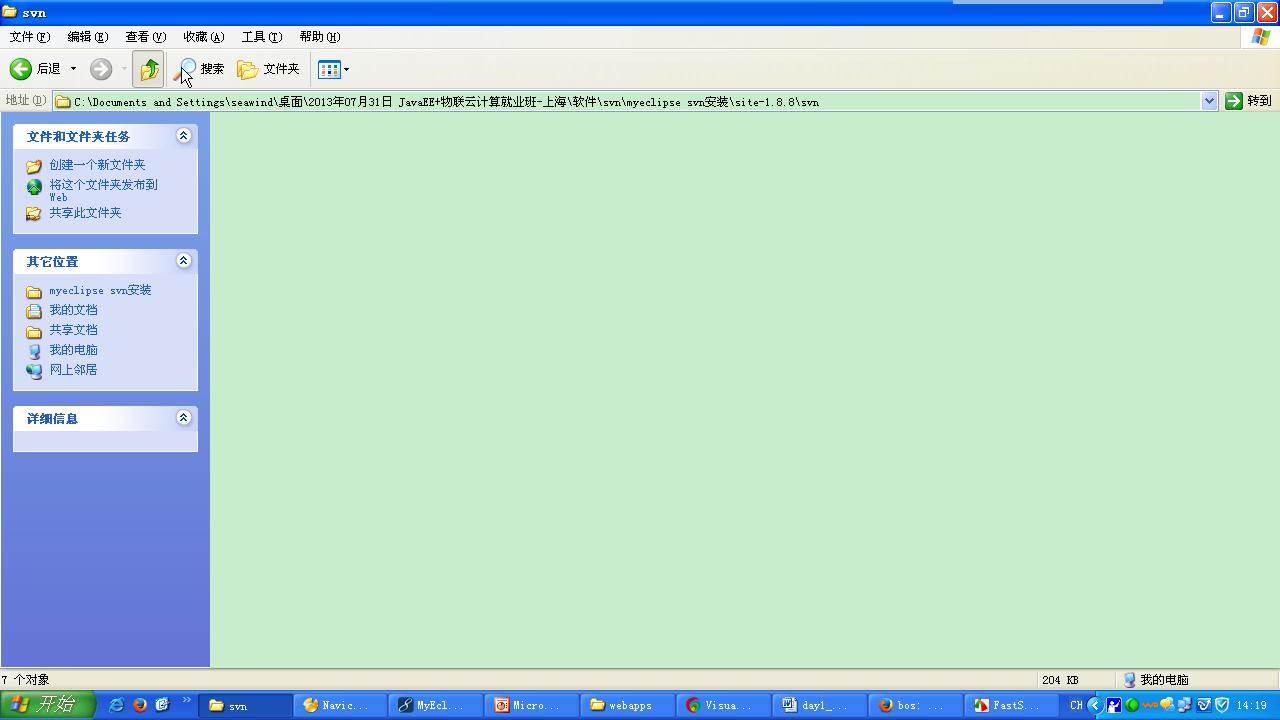 svn
文件(F) 编辑(E) 查看(V) 收藏(A) 工具(T) 帮助(H)
后退 搜索 文件夹
地址(D) C:\Documents and Settings\seawind\桌面\2013年07月31日 JavaEE+物联云计算就业班-上海\软件\svn\myeclipse svn安装\site-1.8.8\svn 转到
文件和文件夹任务
创建一个新文件夹
将这个文件夹发布到
Web
共享此文件夹
其它位置
myeclipse svn安装
我的文档
共享文档
我的电脑
网上邻居
详细信息
7 个对象 204 KB 我的电脑
开始 svn Navic... MyEcl... Micro... webapps Visua... day1_... bos: ... FastS... CH 14:19